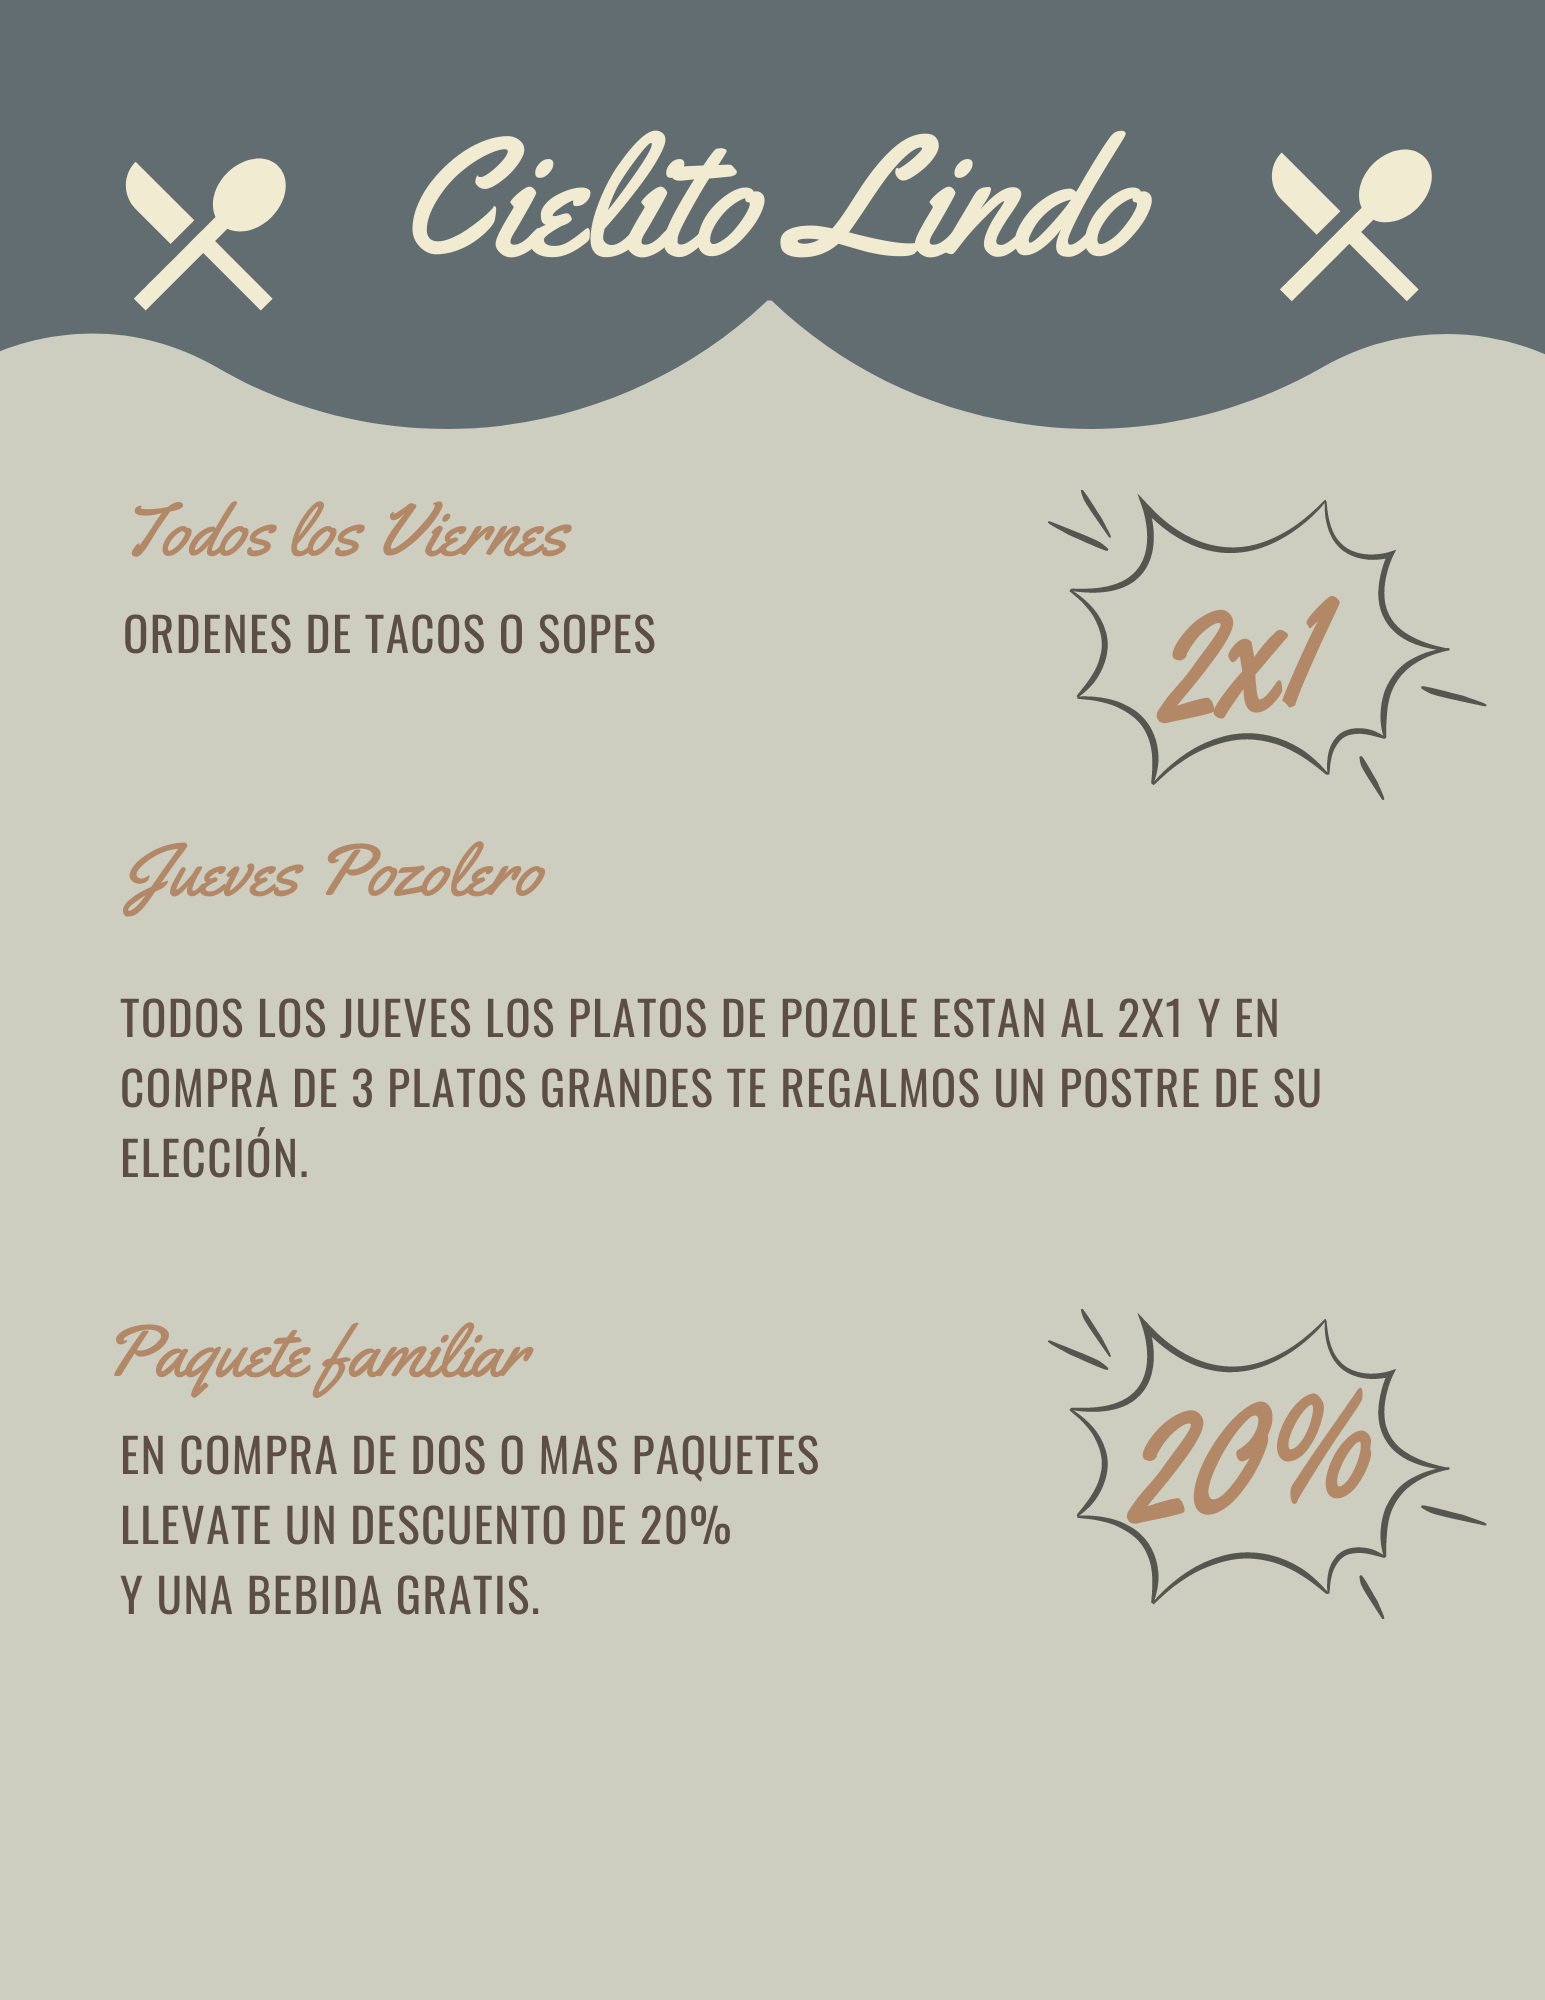 Cielito Lindo
Todos los Viernes
ORDENES DE TACOS O SOPES
2x1
Jueves Pozolero
TODOS LOS JUEVES LOS PLATOS DE POZOLE ESTAN AL 2X1 Y EN
COMPRA DE 3 PLATOS GRANDES TE REGALMOS UN POSTRE DE SU
ELECCIÓN.
Paquete familiar
EN COMPRA DE DOS O MAS PAQUETES
LLEVATE UN DESCUENTO DE 20%
Y UNA BEBIDA GRATIS.
20%